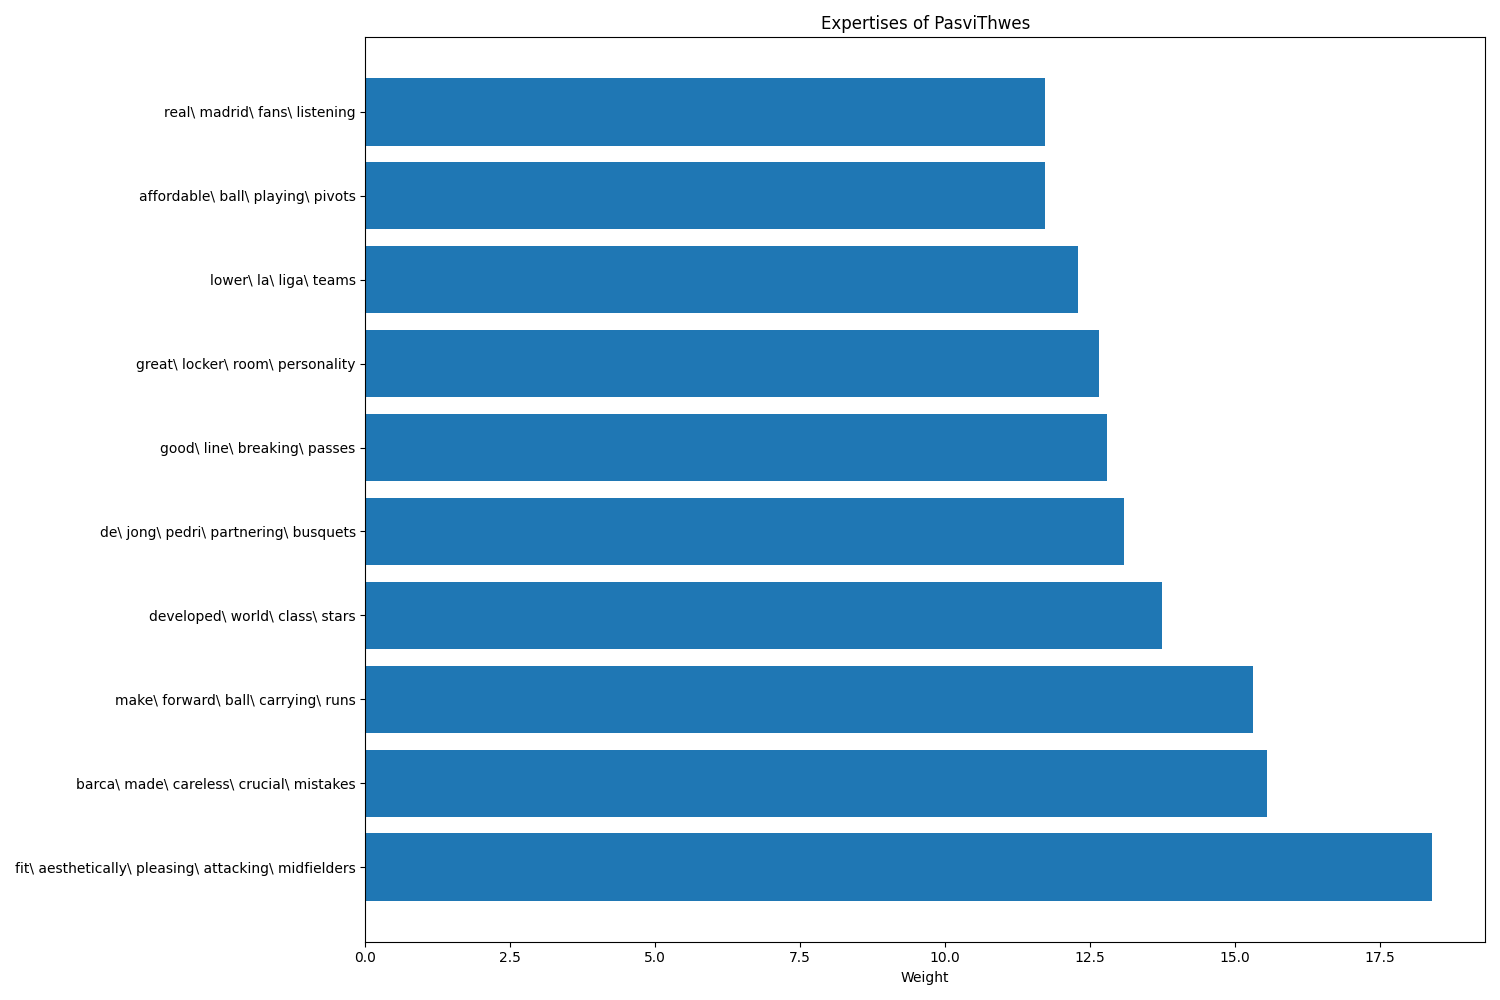 Expertises of PasviThwes
real\ madrid\ fans\ listening
affordable\ ball\ playing\ pivots
lower\ la\ liga\ teams
great\ locker\ room\ personality
good\ line\ breaking\ passes
de\ jong\ pedri\ partnering\ busquets
developed\ world\ class\ stars
make\ forward\ ball\ carrying\ runs
barca\ made\ careless\ crucial\ mistakes
fit\ aesthetically\ pleasing\ attacking\ midfielders
0.0 2.5 5.0 7.5 10.0 12.5 15.0 17.5
Weight